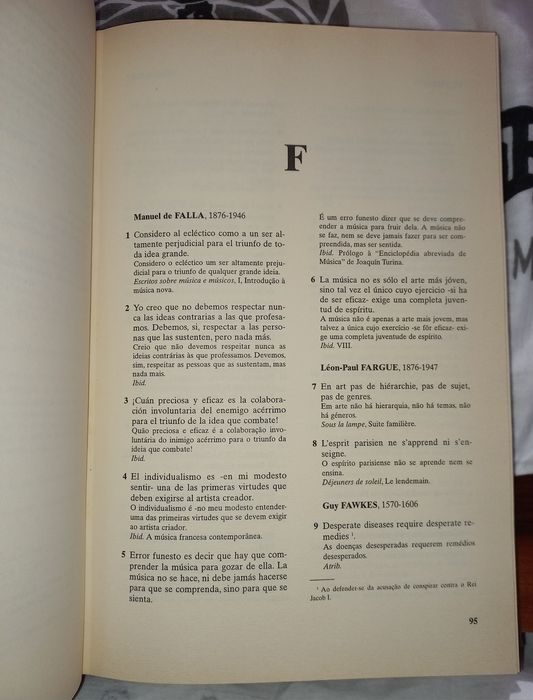 F
Manuel de FALLA, 1876-1946
1 Considero al ecléctico como a un ser al-
tamente perjudicial para el triunfo de to-
da idea grande.
Considero o ecléctico um ser altamente preju-
dicial para o triunfo de qualquer grande ideia.
Escritos sobre música e músicos, I, Introdução à
música nova.
2 Yo creo que no debemos respetar nunca
las ideas contrarias a las que profesa-
mos. Debemos, si, respetar a las perso-
nas que las sustenten, pero nada más.
Creio que não devemos respeitar nunca as
ideias contrárias às que professamos. Devemos,
sim, respeitar as pessoas que as sustentam, mas
nada mais.
Ibid.
3 ¡Cuán preciosa y eficaz es la colabora-
ción involuntaria del enemigo acérrimo
para el triunfo de la idea que combate!
Quão preciosa e eficaz é a colaboração invo-
luntária do inimigo acérrimo para o triunfo da
ideia que combate!
Ibid.
4 El individualismo es -en mi modesto
sentir- una de las primeras virtudes que
deben exigirse al artista creador.
O individualismo é -no meu modesto entender-
uma das primeiras virtudes que se devem exigir
ao artista criador.
Ibid. A música francesa contemporânea.
5 Error funesto es decir que hay que com-
prender la música para gozar de ella. La
música no se hace, ni debe jamás hacerse
para que se comprenda, sino para que se
sienta.
É um erro funesto dizer que se deve compre-
ender a música para fruir dela. A música não
se faz, nem se deve jamais fazer para ser com-
preendida, mas ser sentida.
Ibid. Prólogo à "Enciclopédia abreviada de
Música" de Joaquín Turina.
6 La música no es sólo el arte más jóven,
sino tal vez el único cuyo ejercicio -si ha
de ser eficaz- exige una completa juven-
tud de espíritu.
A música não é apenas a arte mais jovem, mas
talvez a única cujo exercício -se fôr eficaz- exi-
ge uma completa juventude de espírito.
Ibid. VIII.
Léon-Paul FARGUE, 1876-1947
7 En art pas de hiérarchie, pas de sujet,
pas de genres.
Em arte não há hierarquia, não há temas, não
há géneros.
Sous la lampe, Suite familière.
8 L'esprit parisien ne s'apprend ni s'en-
seigne.
O espírito parisiense não se aprende nem se
ensina.
Déjeuners de soleil, Le lendemain.
Guy FAWKES, 1570-1606
9 Desperate diseases require desperate re-
medies ¹.
As doenças desesperadas requerem remédios
desesperados.
Atrib.
¹ Ao defender-se da acusação de conspirar contra o Rei
Jacob I.
95